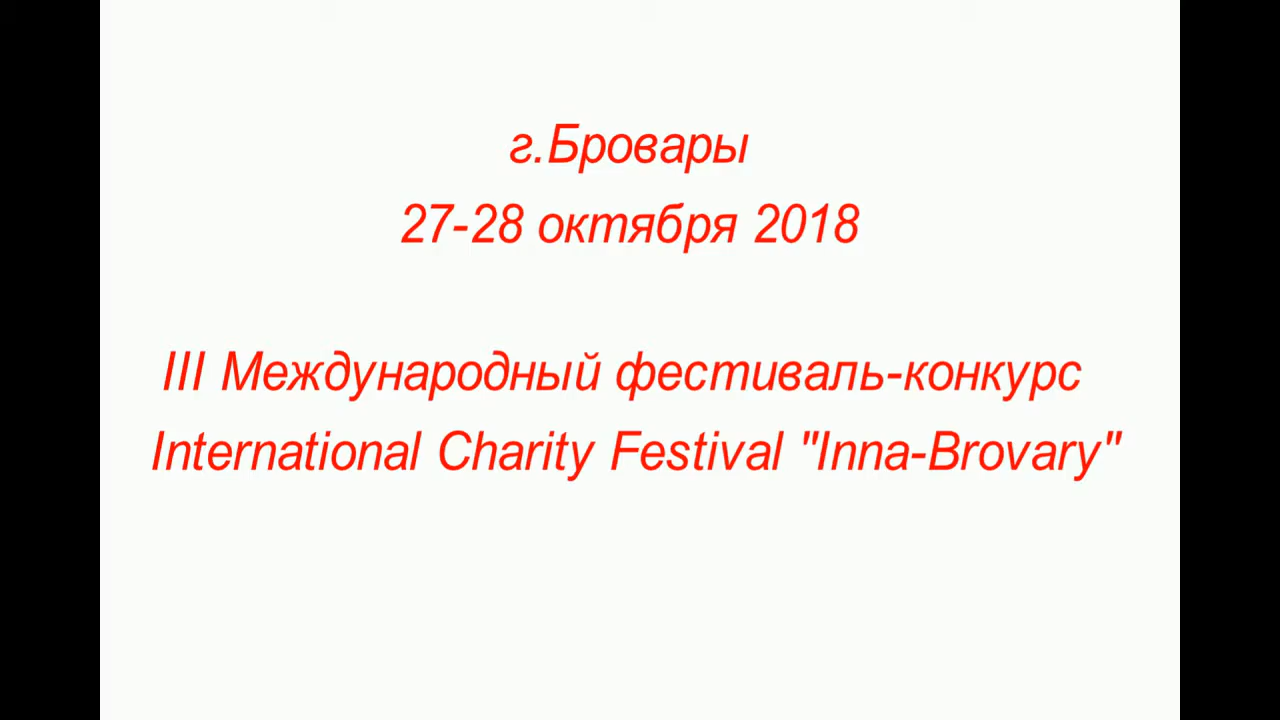 г.Бровары
27-28 октября 2018
III Международный фестиваль-конкурс
International Charity Festival "Inna-Brovary"